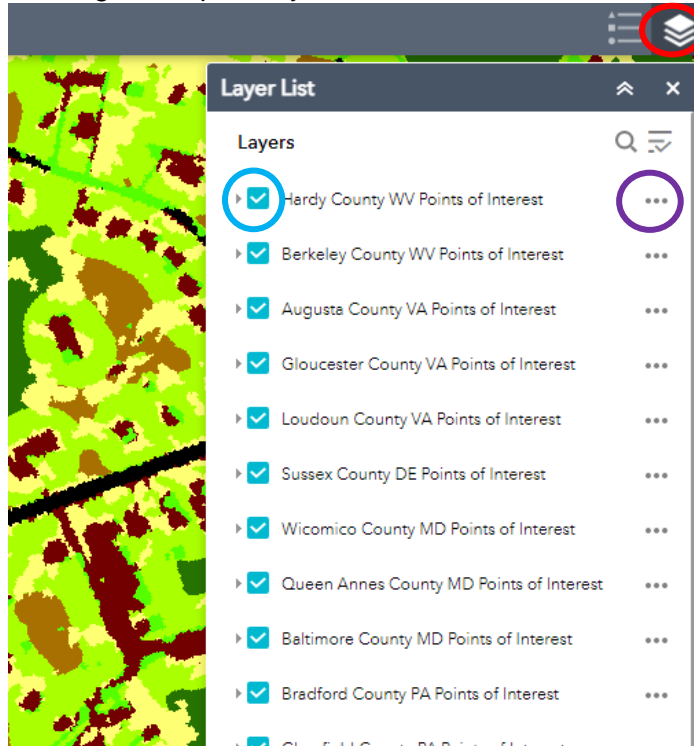 Layer List
Layers
Hardy County WV Points of Interest
Berkeley County WV Points of Interest
Augusta County VA Points of Interest
Gloucester County VA Points of Interest
Loudoun County VA Points of Interest
Sussex County DE Points of Interest
Wicomico County MD Points of Interest
Queen Annes County MD Points of Interest
Baltimore County MD Points of Interest
Bradford County PA Points of Interest